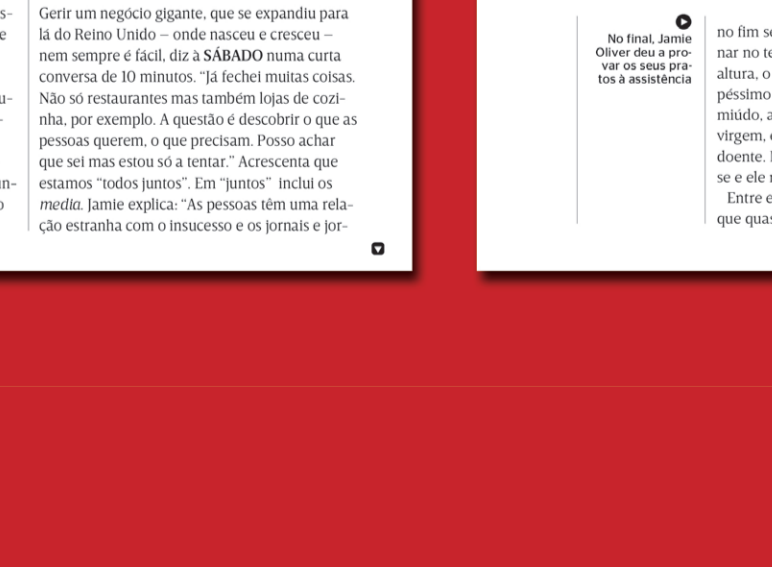 Gerir um negócio gigante, que se expandiu para
lá do Reino Unido – onde nasceu e cresceu –
nem sempre é fácil, diz à SÁBADO numa curta
conversa de 10 minutos. “Já fechei muitas coisas.
Não só restaurantes mas também lojas de cozi-
nha, por exemplo. A questão é descobrir o que as
pessoas querem, o que precisam. Posso achar
que sei mas estou só a tentar.” Acrescenta que
estamos “todos juntos”. Em “juntos” inclui os
media. Jamie explica: “As pessoas têm uma rela-
ção estranha com o insucesso e os jornais e jor-
No final, Jamie
Oliver deu a pro-
var os seus pra-
tos à assistência
no fim
nar no
altura, o
péssimo
miúdo,
virgem,
doente.
se e ele
Entre
que